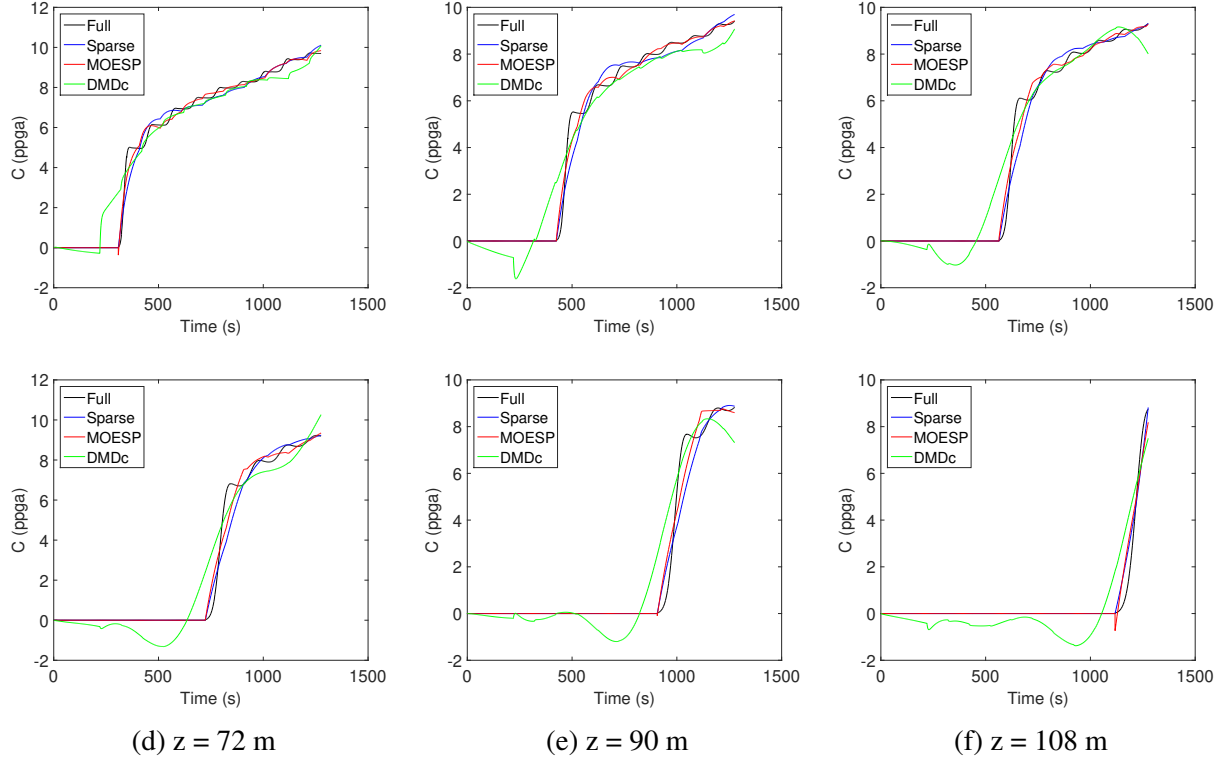 12
10
8
6
4
2
0
-2
C (ppga)
0 500 1000 1500
Time (s)
Full
Sparse
MOESP
DMDc
10
8
6
4
2
0
-2
C (ppga)
0 500 1000 1500
Time (s)
Full
Sparse
MOESP
DMDc
10
8
6
4
2
0
-2
C (ppga)
0 500 1000 1500
Time (s)
Full
Sparse
MOESP
DMDc
12
10
8
6
4
2
0
-2
C (ppga)
0 500 1000 1500
Time (s)
Full
Sparse
MOESP
DMDc
10
8
6
4
2
0
-2
C (ppga)
0 500 1000 1500
Time (s)
Full
Sparse
MOESP
DMDc
10
8
6
4
2
0
-2
C (ppga)
0 500 1000 1500
Time (s)
Full
Sparse
MOESP
DMDc
(d) z = 72 m
(e) z = 90 m
(f) z = 108 m